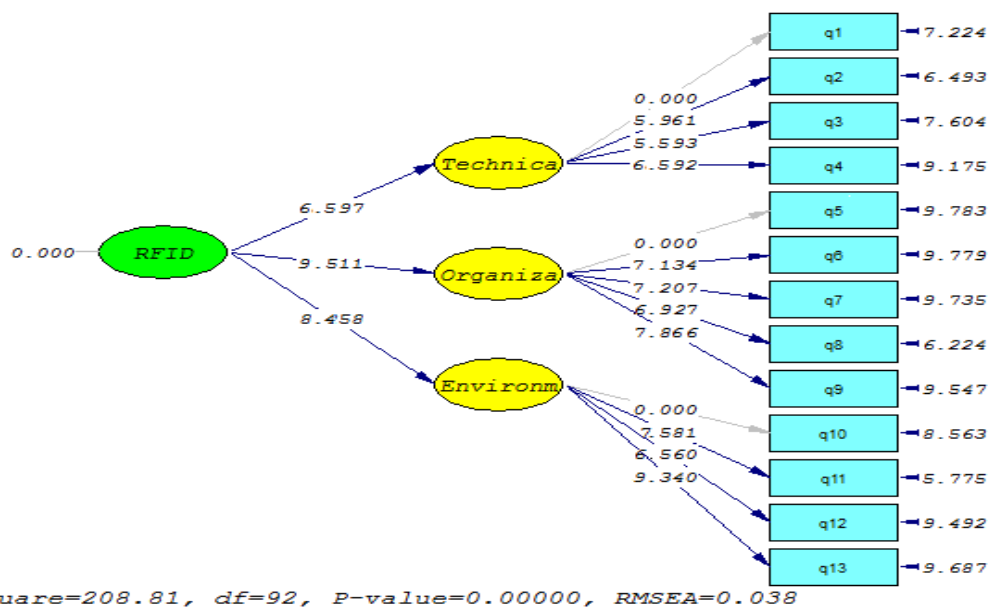 q1
7.224
q2
6.493
0.000
5.961
q3
7.604
5.593
Technica
6.592
q4
9.175
6.597
q5
9.783
0.000
RFID
0.000
q6
9.779
9.511
7.134
Organiza
7.207
q7
9.735
6.927
8.458
7.866
q8
6.224
Environm
q9
9.547
0.000
q10
8.563
7.581
6.560
9.340
q11
5.775
q12
9.492
q13
9.687
uare=208.81, df=92, P-value=0.00000, RMSEA=0.038